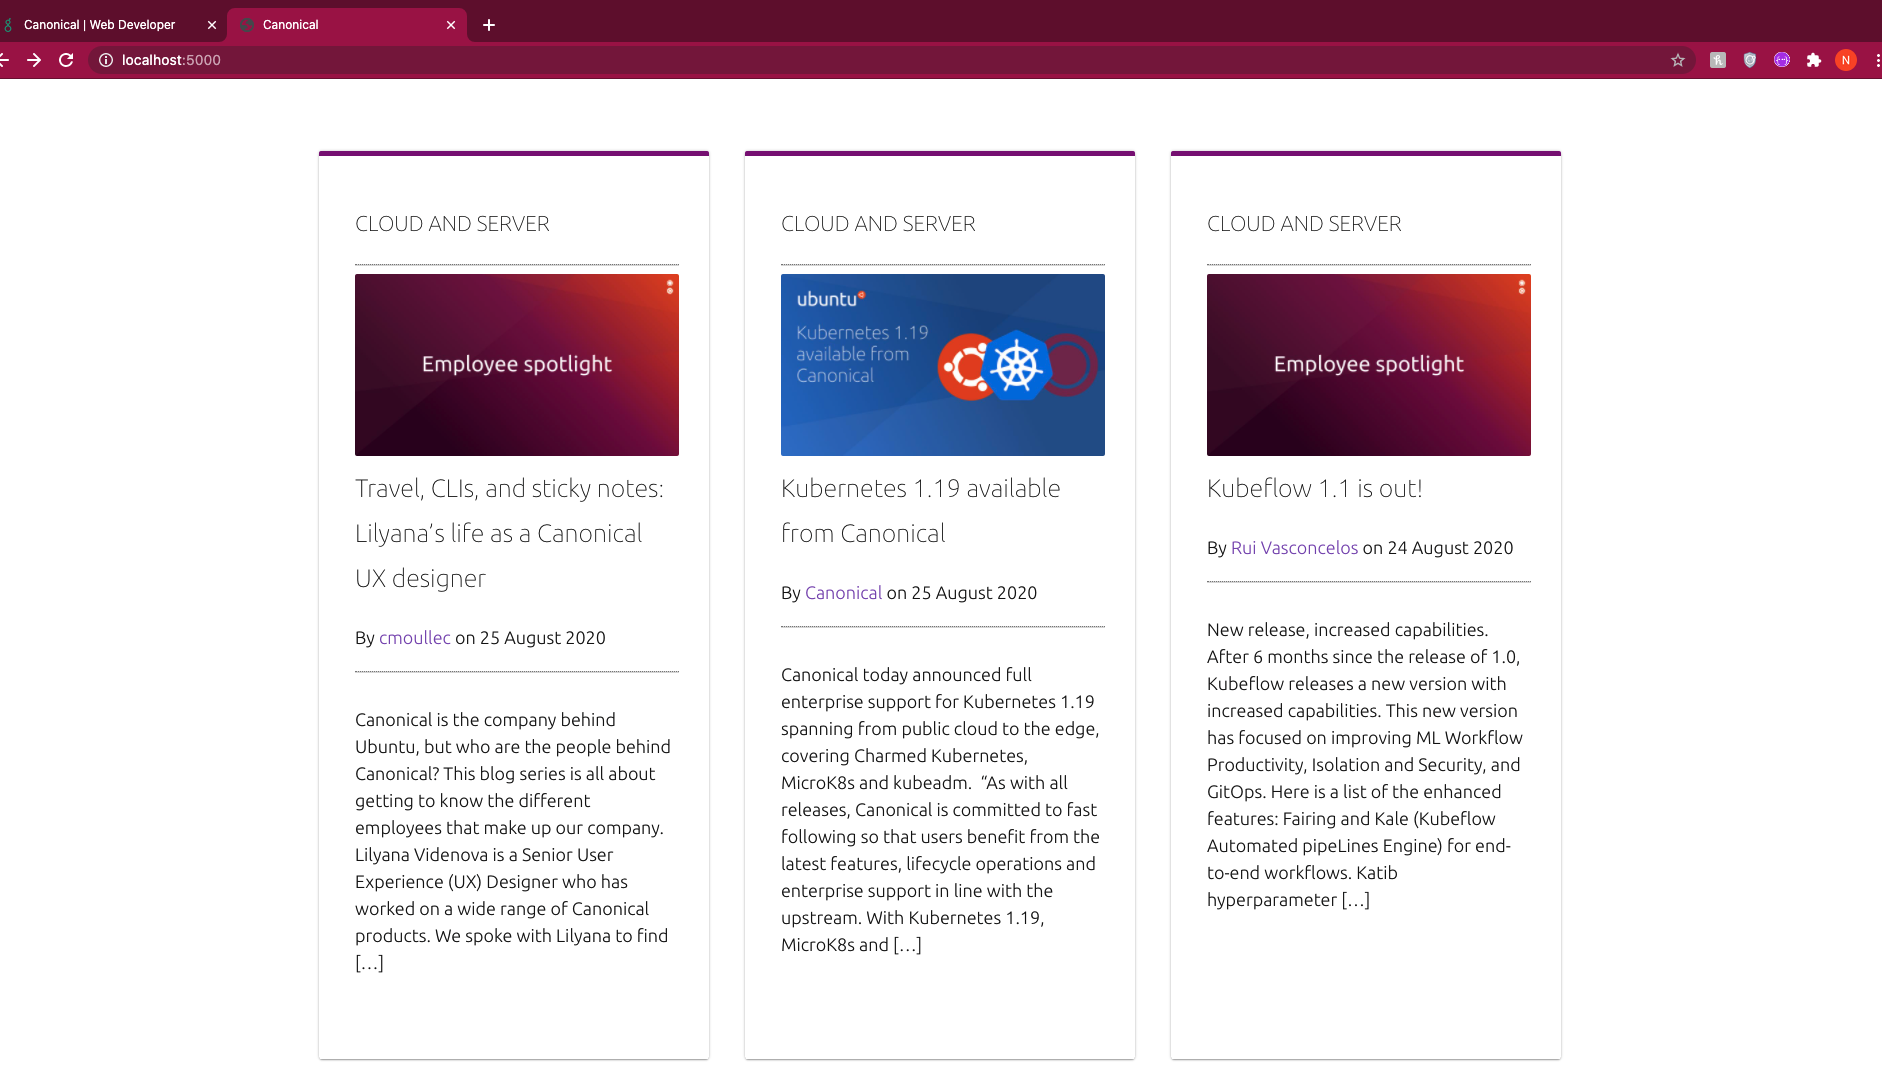 Canonical | Web Developer
Canonical
localhost:5000
N
CLOUD AND SERVER
Employee spotlight
Travel, CLIs, and sticky notes:
Lilyana’s life as a Canonical
UX designer
By cmoullec on 25 August 2020
Canonical is the company behind
Ubuntu, but who are the people behind
Canonical? This blog series is all about
getting to know the different
employees that make up our company.
Lilyana Videnova is a Senior User
Experience (UX) Designer who has
worked on a wide range of Canonical
products. We spoke with Lilyana to find
[…]
CLOUD AND SERVER
ubuntu
Kubernetes 1.19
available from
Canonical
Kubernetes 1.19 available
from Canonical
By Canonical on 25 August 2020
Canonical today announced full
enterprise support for Kubernetes 1.19
spanning from public cloud to the edge,
covering Charmed Kubernetes,
MicroK8s and kubeadm.  “As with all
releases, Canonical is committed to fast
following so that users benefit from the
latest features, lifecycle operations and
enterprise support in line with the
upstream. With Kubernetes 1.19,
MicroK8s and […]
CLOUD AND SERVER
Employee spotlight
Kubeflow 1.1 is out!
By Rui Vasconcelos on 24 August 2020
New release, increased capabilities.
After 6 months since the release of 1.0,
Kubeflow releases a new version with
increased capabilities. This new version
has focused on improving ML Workflow
Productivity, Isolation and Security, and
GitOps. Here is a list of the enhanced
features: Fairing and Kale (Kubeflow
Automated pipeLines Engine) for end-
to-end workflows. Katib
hyperparameter […]